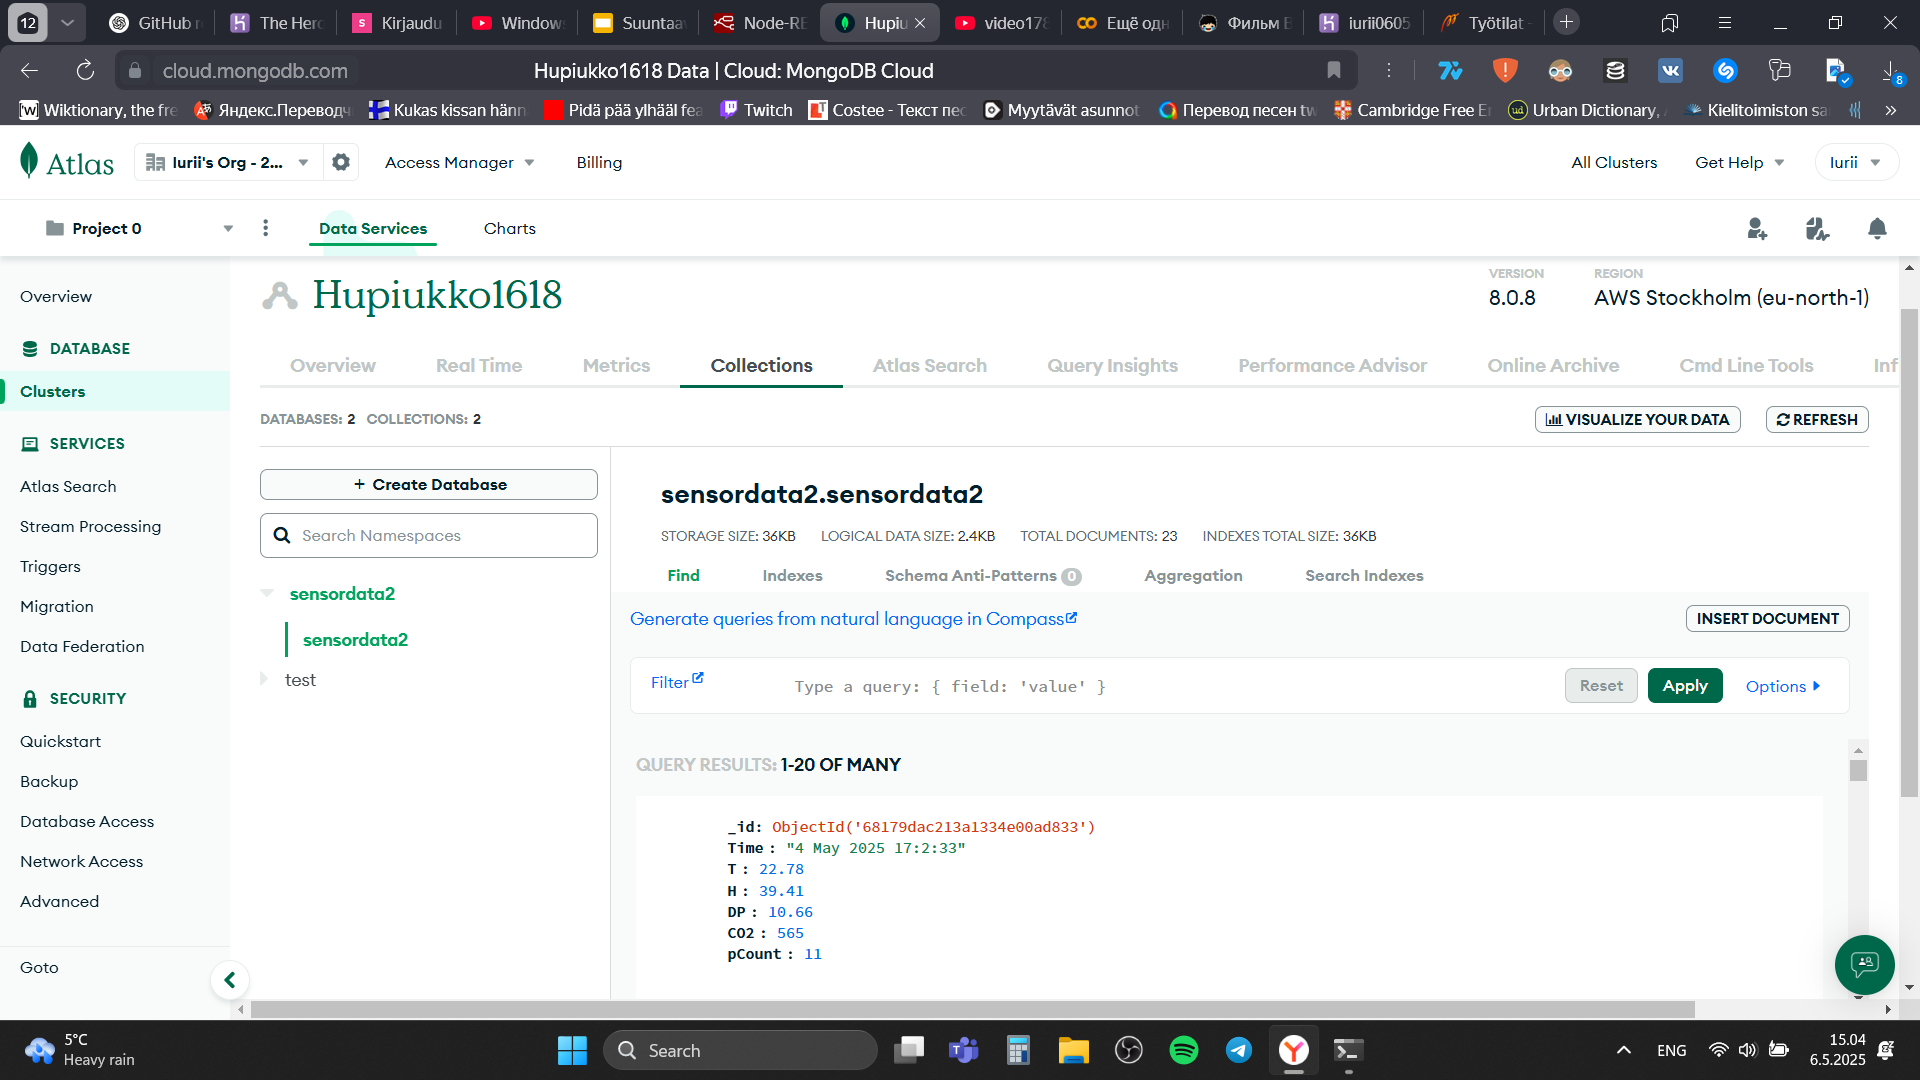 12
GitHub r
The Her
Kirjaudu
Window
Suuntaa
Node-RE
Hupiu
video178
Ещё одн
Фильм В
iurii0605
Työtilat -
cloud.mongodb.com
Hupiukko1618 Data | Cloud: MongoDB Cloud
8
Wiktionary, the fre
Яндекс.Переводч
Kukas kissan hänn
Pidä pää ylhääl fea
Twitch
Costee - Текст пес
Myytävät asunnot
Перевод песен tw
Cambridge Free E
Urban Dictionary,
Kielitoimiston sa
»
Atlas
Iurii's Org - 2...
Access Manager
Billing
All Clusters
Get Help
Iurii
Project 0
Data Services
Charts
Overview
DATABASE
Clusters
SERVICES
Atlas Search
Stream Processing
Triggers
Migration
Data Federation
SECURITY
Quickstart
Backup
Database Access
Network Access
Advanced
Goto
Hupiukko1618
VERSION
8.0.8
REGION
AWS Stockholm (eu-north-1)
Overview
Real Time
Metrics
Collections
Atlas Search
Query Insights
Performance Advisor
Online Archive
Cmd Line Tools
Inf
DATABASES: 2 COLLECTIONS: 2
VISUALIZE YOUR DATA
REFRESH
+ Create Database
Search Namespaces
sensordata2
sensordata2
test
sensordata2.sensordata2
STORAGE SIZE: 36KB
LOGICAL DATA SIZE: 2.4KB
TOTAL DOCUMENTS: 23
INDEXES TOTAL SIZE: 36KB
Find
Indexes
Schema Anti-Patterns 0
Aggregation
Search Indexes
Generate queries from natural language in Compass
INSERT DOCUMENT
Filter
Type a query: { field: 'value' }
Reset
Apply
Options
QUERY RESULTS: 1-20 OF MANY
_id: ObjectId('68179dac213a1334e00ad833')
Time : "4 May 2025 17:2:33"
T : 22.78
H : 39.41
DP : 10.66
CO2 : 565
pCount : 11
5°C
Heavy rain
Search
ENG
15.04
6.5.2025